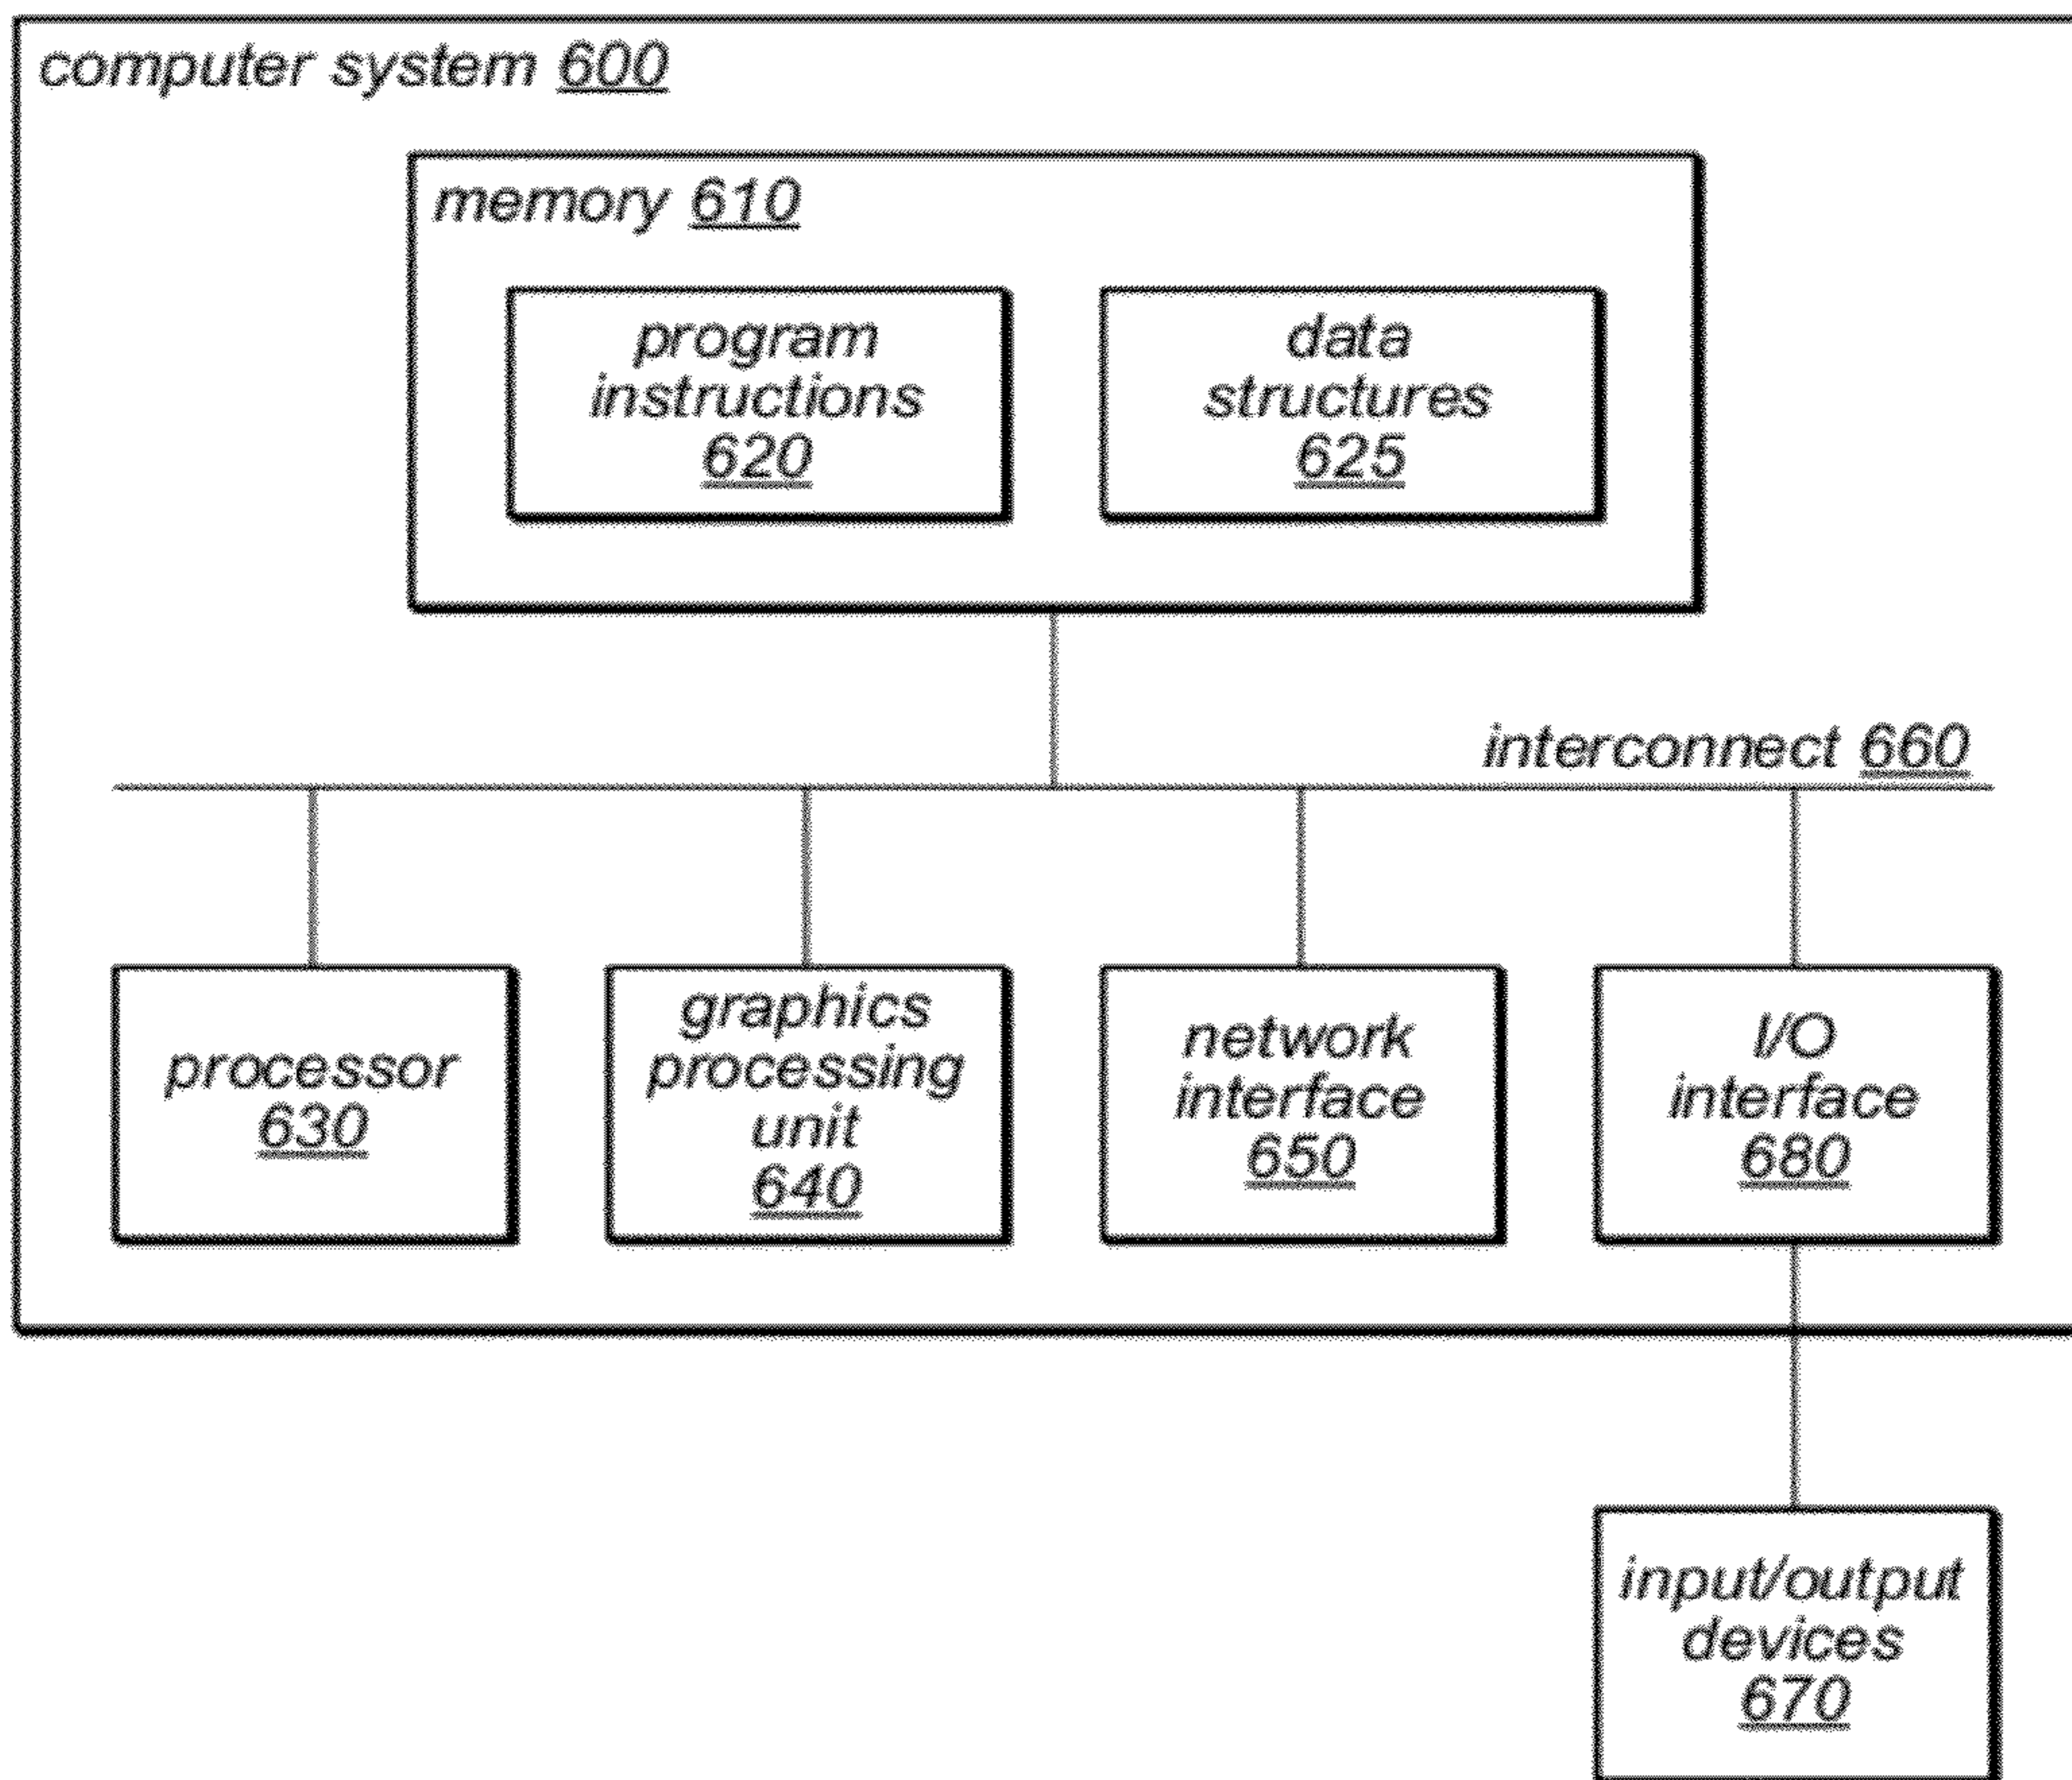 computer system 600
memory 610
program
instructions
620
data
structures
625
interconnect 660
processor
630
graphics
processing
unit
640
network
interface
650
I/O
interface
680
input/output
devices
670